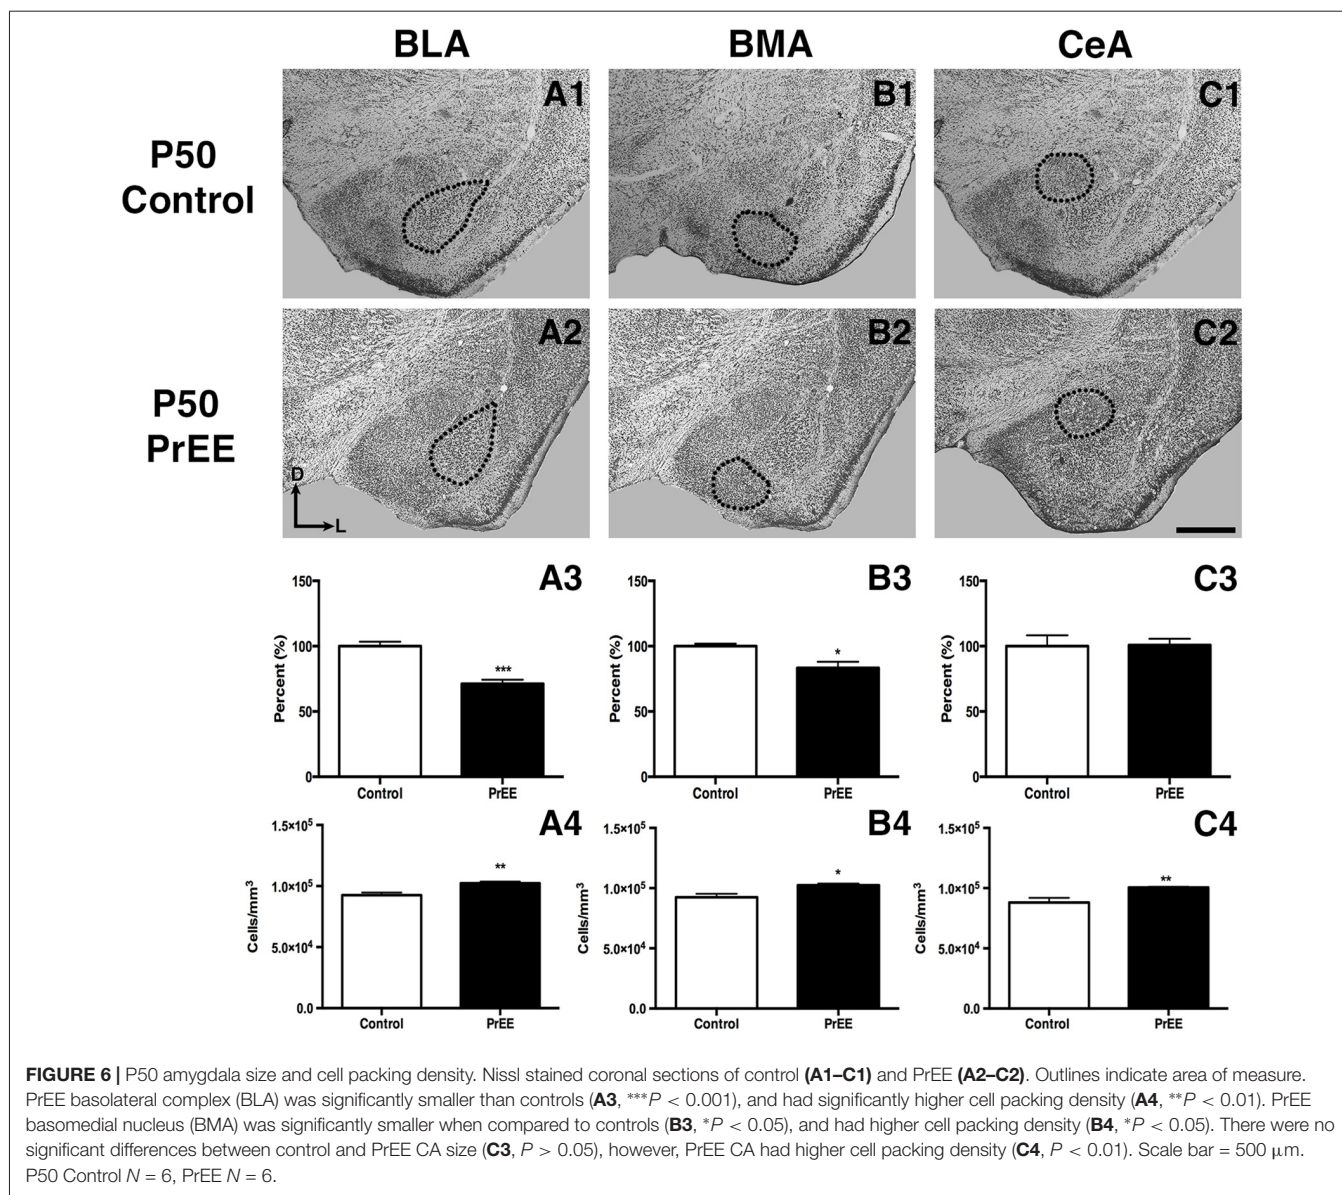 BLA BMA CeA
P50
Control
A1 B1 C1
P50
PrEE
A2 B2 C2
D
L
A3
150
100
50
0
Percent (%)
***
Control PrEE
B3
150
100
50
0
Percent (%)
*
Control PrEE
C3
150
100
50
0
Percent (%)
Control PrEE
A4
1.5×10⁵
1.0×10⁵
5.0×10⁴
0.0
Cells/mm³
**
Control PrEE
B4
1.5×10⁵
1.0×10⁵
5.0×10⁴
0.0
Cells/mm³
*
Control PrEE
C4
1.5×10⁵
1.0×10⁵
5.0×10⁴
0.0
Cells/mm³
**
Control PrEE
FIGURE 6 | P50 amygdala size and cell packing density. Nissl stained coronal sections of control (A1–C1) and PrEE (A2–C2). Outlines indicate area of measure.
PrEE basolateral complex (BLA) was significantly smaller than controls (A3, ***P < 0.001), and had significantly higher cell packing density (A4, **P < 0.01). PrEE
basomedial nucleus (BMA) was significantly smaller when compared to controls (B3, *P < 0.05), and had higher cell packing density (B4, *P < 0.05). There were no
significant differences between control and PrEE CA size (C3, P > 0.05), however, PrEE CA had higher cell packing density (C4, P < 0.01). Scale bar = 500 μm.
P50 Control N = 6, PrEE N = 6.